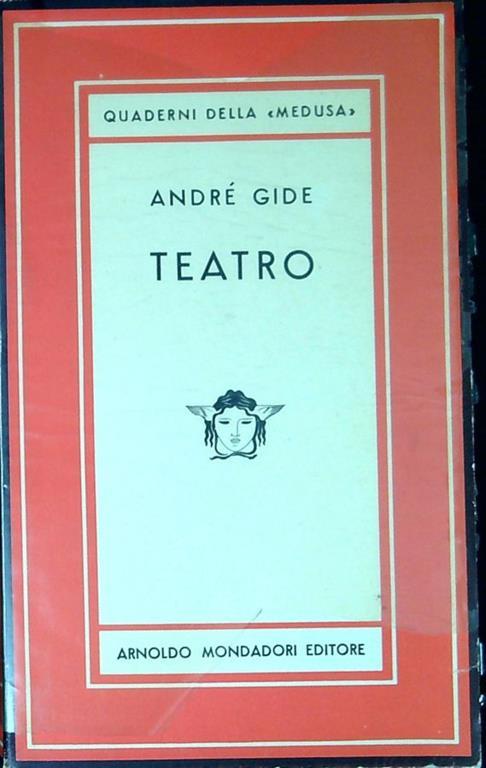 QUADERNI DELLA «MEDUSA»
ANDRÉ GIDE
TEATRO
ARNOLDO MONDADORI EDITORE